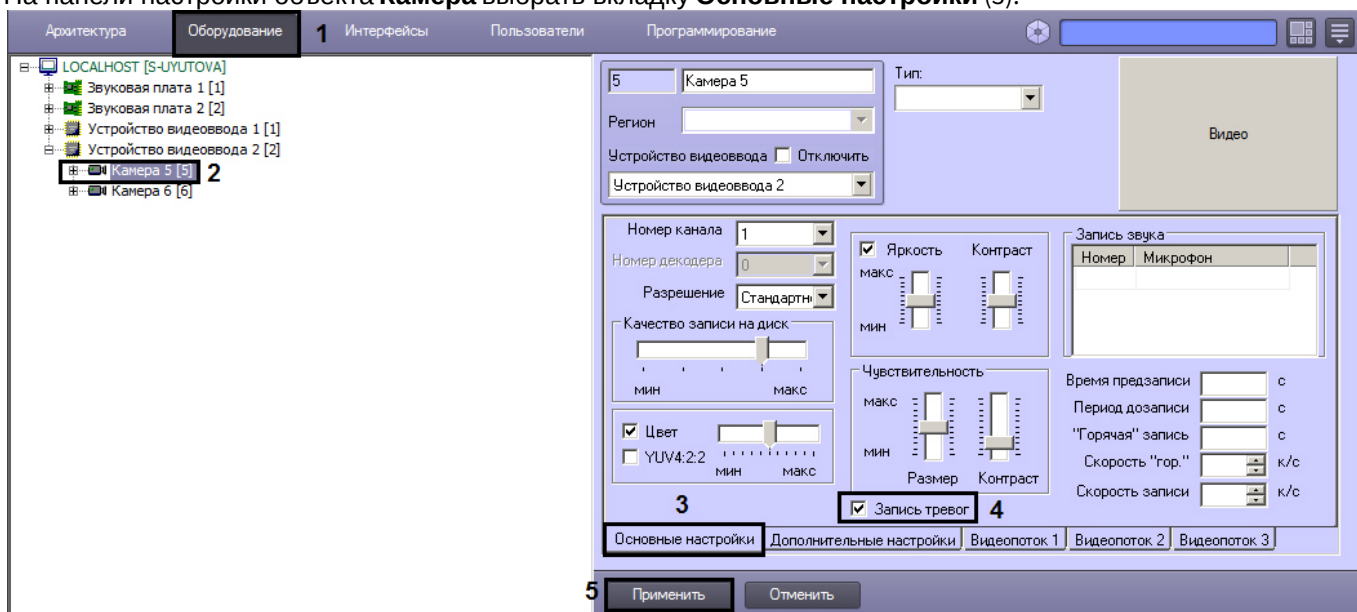 На панели настройки объекта Камера выбрать вкладку Основные настройки (3).
Архитектура Оборудование 1 Интерфейсы Пользователи Программирование
LOCALHOST [S-UYUTOVA]
Звуковая плата 1 [1]
Звуковая плата 2 [2]
Устройство видеоввода 1 [1]
Устройство видеоввода 2 [2]
Камера 5 [5] 2
Камера 6 [6]
5 Камера 5
Тип:
Регион
Устройство видеоввода Отключить
Устройство видеоввода 2
Видео
Номер канала 1
Номер декодера 0
Разрешение Стандартн
Качество записи на диск
мин макс
Цвет
YUV4:2:2
мин макс
3
Яркость Контраст
макс
мин
Чувствительность
макс
мин
Размер Контраст
Запись тревог 4
Запись звука
Номер Микрофон
Время предзаписи с
Период дозаписи с
"Горячая" запись с
Скорость "гор." к/с
Скорость записи к/с
Основные настройки Дополнительные настройки Видеопоток 1 Видеопоток 2 Видеопоток 3
5 Применить Отменить